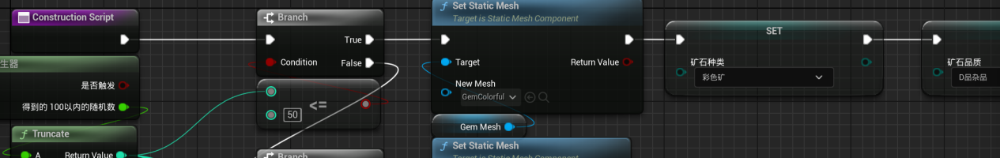 Construction Script
Branch
True
Condition
False
生器
是否触发
得到的 100以内的随机数
<=
50
Truncate
A
Return Value
Branch
Set Static Mesh
Target is Static Mesh Component
Target
Return Value
New Mesh
GemColorful
Gem Mesh
Set Static Mesh
Target is Static Mesh Component
SET
矿石种类
彩色矿
矿石品质
D品杂品